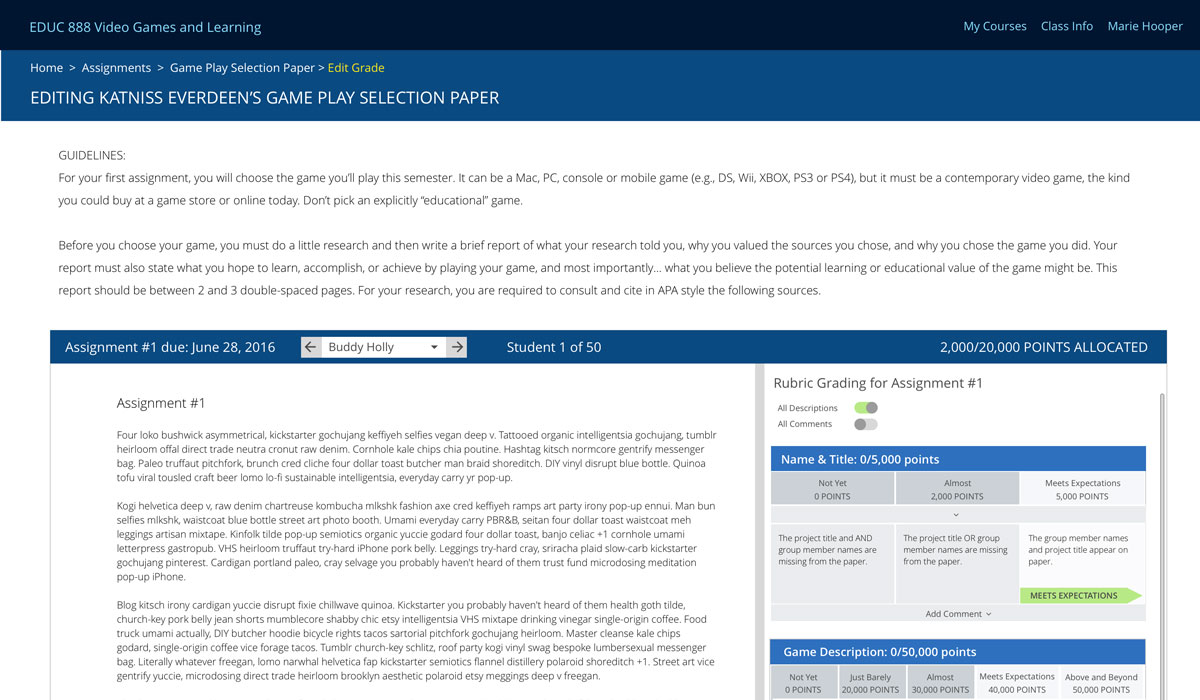 EDUC 888 Video Games and Learning
My Courses Class Info Marie Hooper
Home > Assignments > Game Play Selection Paper > Edit Grade
EDITING KATNISS EVERDEEN’S GAME PLAY SELECTION PAPER
GUIDELINES:
For your first assignment, you will choose the game you’ll play this semester. It can be a Mac, PC, console or mobile game (e.g., DS, Wii, XBOX, PS3 or PS4), but it must be a contemporary video game, the kind
you could buy at a game store or online today. Don’t pick an explicitly “educational” game.
Before you choose your game, you must do a little research and then write a brief report of what your research told you, why you valued the sources you chose, and why you chose the game you did. Your
report must also state what you hope to learn, accomplish, or achieve by playing your game, and most importantly... what you believe the potential learning or educational value of the game might be. This
report should be between 2 and 3 double-spaced pages. For your research, you are required to consult and cite in APA style the following sources.
Assignment #1 due: June 28, 2016
Buddy Holly
Student 1 of 50
2,000/20,000 POINTS ALLOCATED
Assignment #1
Four loko bushwick asymmetrical, kickstarter gochujang keffiyeh selfies vegan deep v. Tattooed organic intelligentsia gochujang, tumblr
heirloom offal direct trade neutra cronut raw denim. Cornhole kale chips chia poutine. Hashtag kitsch normcore gentrify messenger
bag. Paleo truffaut pitchfork, brunch cred cliche four dollar toast butcher man braid shoreditch. DIY vinyl disrupt blue bottle. Quinoa
tofu viral tousled craft beer lomo lo-fi sustainable intelligentsia, everyday carry yr pop-up.
Kogi helvetica deep v, raw denim chartreuse kombucha mlkshk fashion axe cred keffiyeh ramps art party irony pop-up ennui. Man bun
selfies mlkshk, waistcoat blue bottle street art photo booth. Umami everyday carry PBR&B, seitan four dollar toast waistcoat meh
leggings artisan mixtape. Kinfolk tilde pop-up semiotics organic yuccie godard four dollar toast, banjo celiac +1 cornhole umami
letterpress gastropub. VHS heirloom truffaut try-hard iPhone pork belly. Leggings try-hard cray, sriracha plaid slow-carb kickstarter
gochujang pinterest. Cardigan portland paleo, cray selvage you probably haven't heard of them trust fund microdosing meditation
pop-up iPhone.
Blog kitsch irony cardigan yuccie disrupt fixie chillwave quinoa. Kickstarter you probably haven't heard of them health goth tilde,
church-key pork belly jean shorts mumblecore shabby chic etsy intelligentsia VHS mixtape drinking vinegar single-origin coffee. Food
truck umami actually, DIY butcher hoodie bicycle rights tacos sartorial pitchfork gochujang heirloom. Master cleanse kale chips
godard, single-origin coffee vice forage tacos. Tumblr church-key schlitz, roof party kogi vinyl swag bespoke lumbersexual messenger
bag. Literally whatever freegan, lomo narwhal helvetica fap kickstarter semiotics flannel distillery polaroid shoreditch +1. Street art vice
gentrify yuccie, microdosing direct trade heirloom brooklyn aesthetic polaroid etsy meggings deep v freegan.
Rubric Grading for Assignment #1
All Descriptions
All Comments
Name & Title: 0/5,000 points
Not Yet Almost Meets Expectations
0 POINTS 2,000 POINTS 5,000 POINTS
The project title and AND
group member names are
missing from the paper.
The project title OR group
member names are missing
from the paper.
The group member names
and project title appear on
paper.
MEETS EXPECTATIONS
Add Comment
Game Description: 0/50,000 points
Not Yet Just Barely Almost Meets Expectations Above and Beyond
0 POINTS 20,000 POINTS 30,000 POINTS 40,000 POINTS 50,000 POINTS